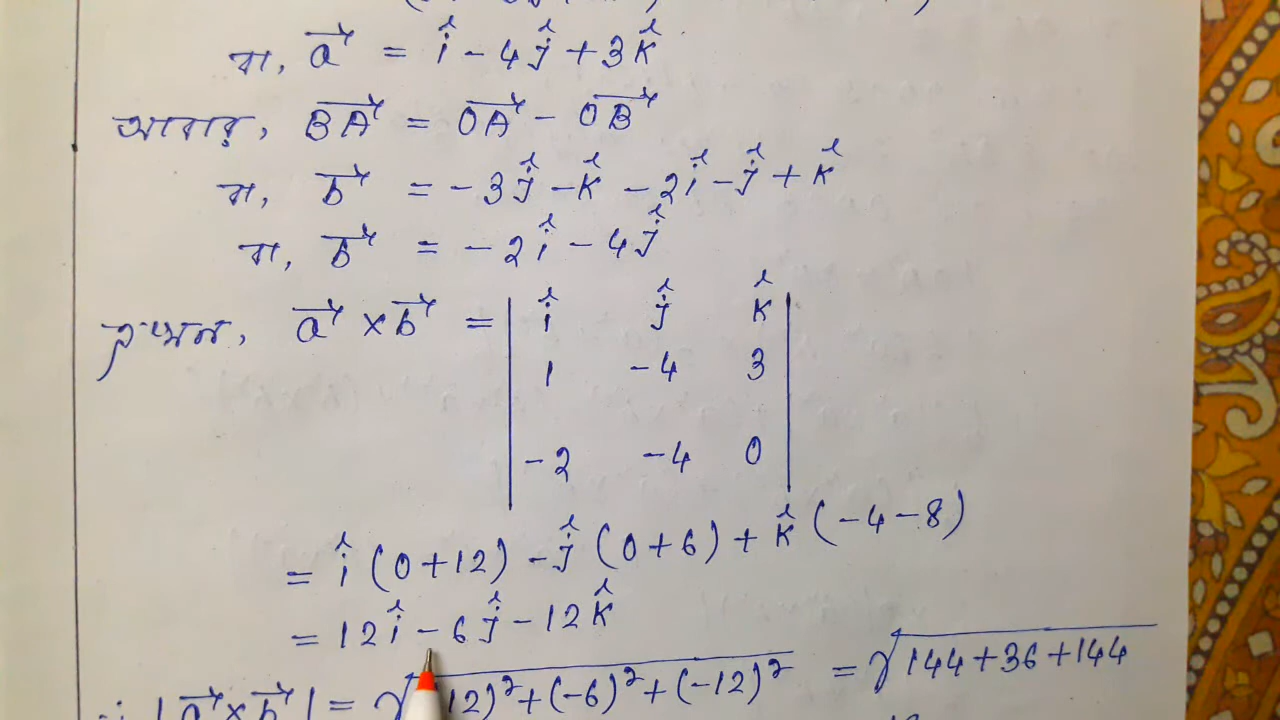 বা, a⃗ = î - 4ĵ + 3k̂
আবার, BA⃗ = OA⃗ - OB⃗
বা, b⃗ = -3ĵ - k̂ - 2î - ĵ + k̂
বা, b⃗ = -2î - 4ĵ
a⃗ × b⃗ = | î ĵ k̂
1 -4 3
-2 -4 0 |
= î (0+12) - ĵ (0+6) + k̂ (-4-8)
= 12î - 6ĵ - 12k̂
∴ |a⃗×b⃗| = √ 12)² + (-6)² + (-12)² = √144+36+144